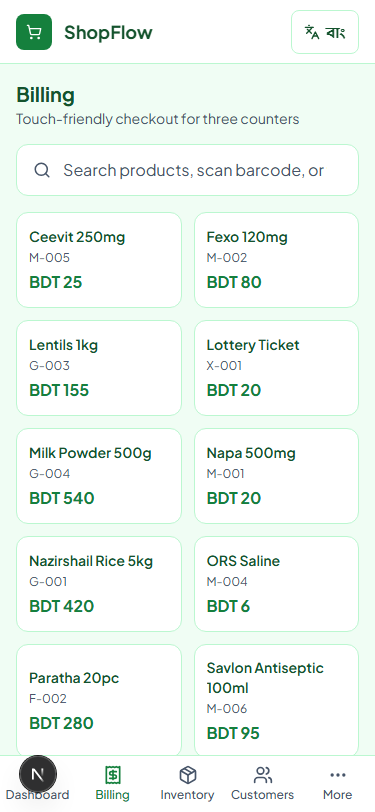 ShopFlow
বাং
Billing
Touch-friendly checkout for three counters
Search products, scan barcode, or
Ceevit 250mg
M-005
BDT 25
Fexo 120mg
M-002
BDT 80
Lentils 1kg
G-003
BDT 155
Lottery Ticket
X-001
BDT 20
Milk Powder 500g
G-004
BDT 540
Napa 500mg
M-001
BDT 20
Nazirshail Rice 5kg
G-001
BDT 420
ORS Saline
M-004
BDT 6
Paratha 20pc
F-002
BDT 280
Savlon Antiseptic
100ml
M-006
BDT 95
N
Dashboard
Billing
Inventory
Customers
More